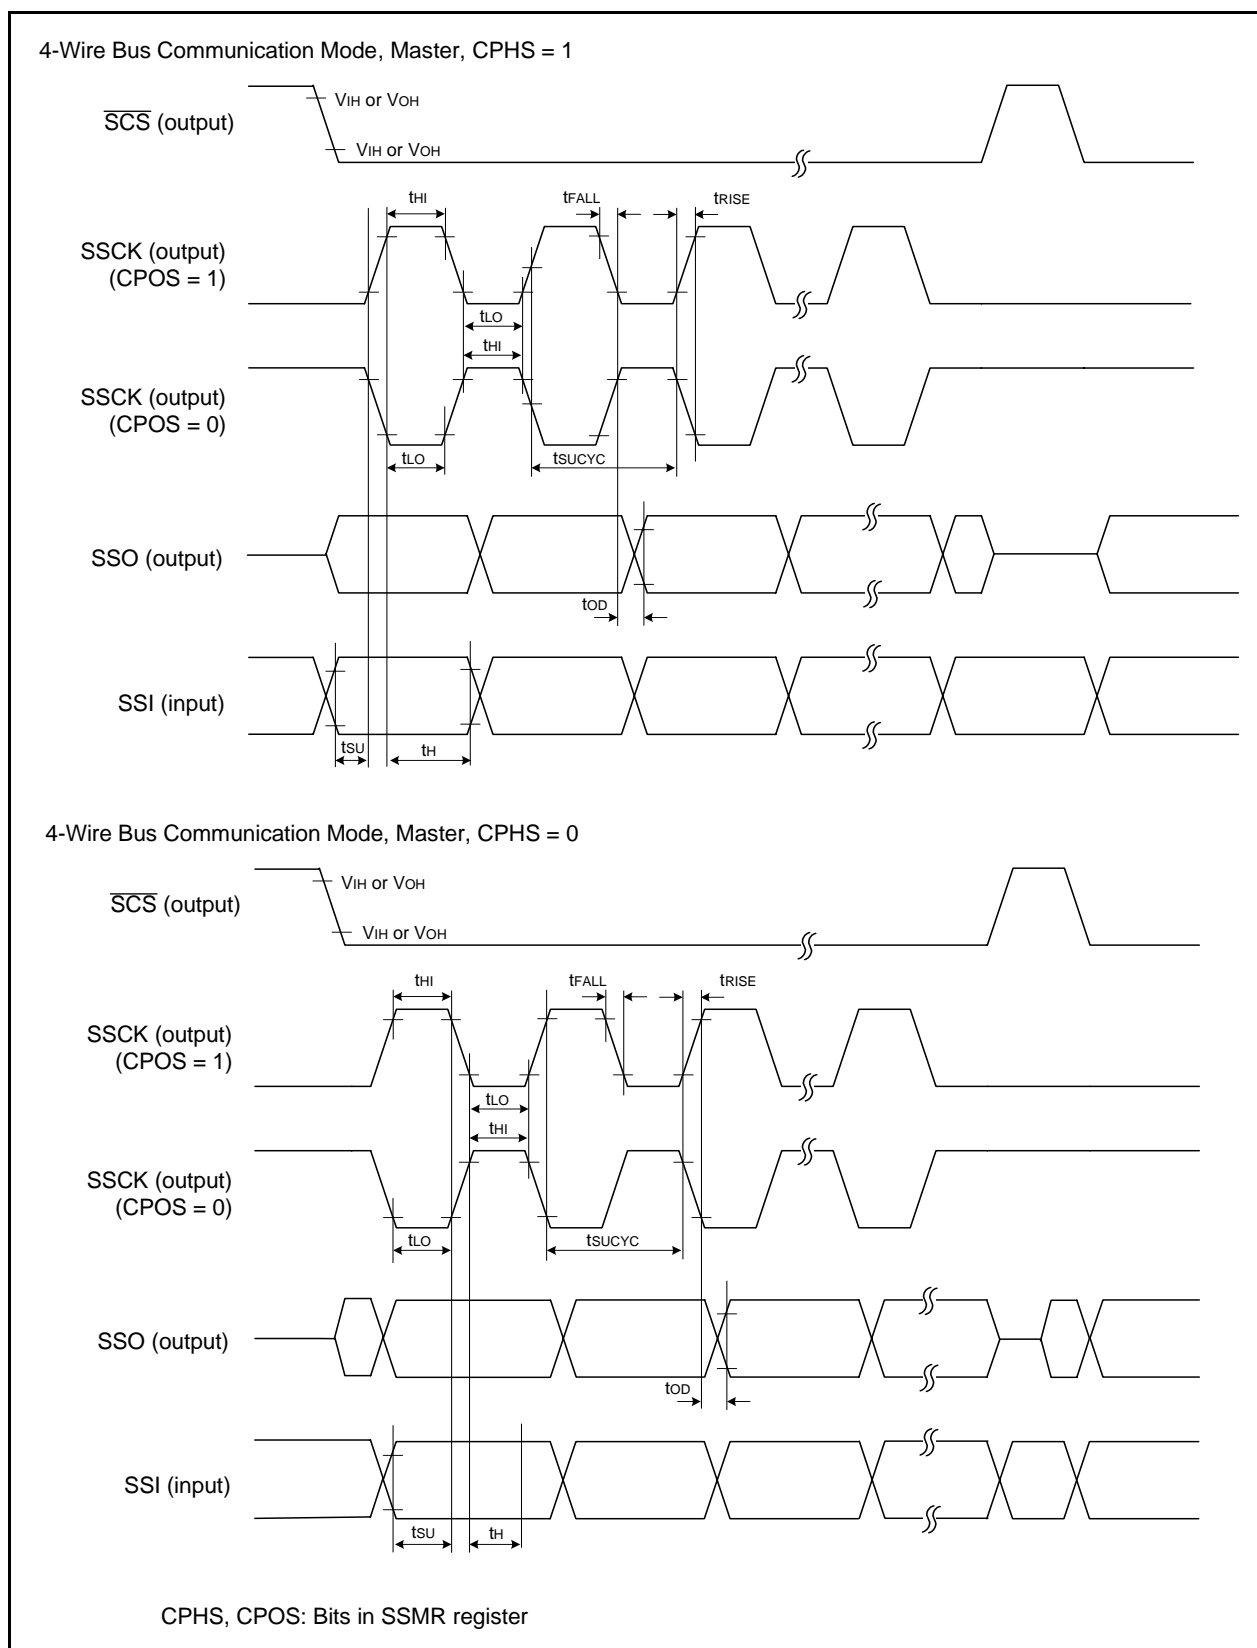 4-Wire Bus Communication Mode, Master, CPHS = 1
SCS (output)
VIH or VOH
VIH or VOH
tHI
tFALL
tRISE
SSCK (output)
(CPOS = 1)
tLO
tHI
SSCK (output)
(CPOS = 0)
tLO
tSUCYC
SSO (output)
tOD
SSI (input)
tSU
tH
4-Wire Bus Communication Mode, Master, CPHS = 0
SCS (output)
VIH or VOH
VIH or VOH
tHI
tFALL
tRISE
SSCK (output)
(CPOS = 1)
tLO
tHI
SSCK (output)
(CPOS = 0)
tLO
tSUCYC
SSO (output)
tOD
SSI (input)
tSU
tH
CPHS, CPOS: Bits in SSMR register